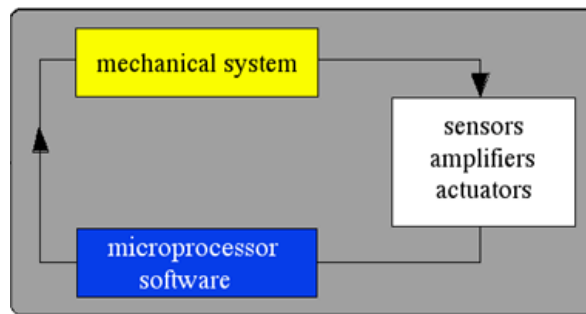 mechanical system
sensors
amplifiers
actuators
microprocessor
software